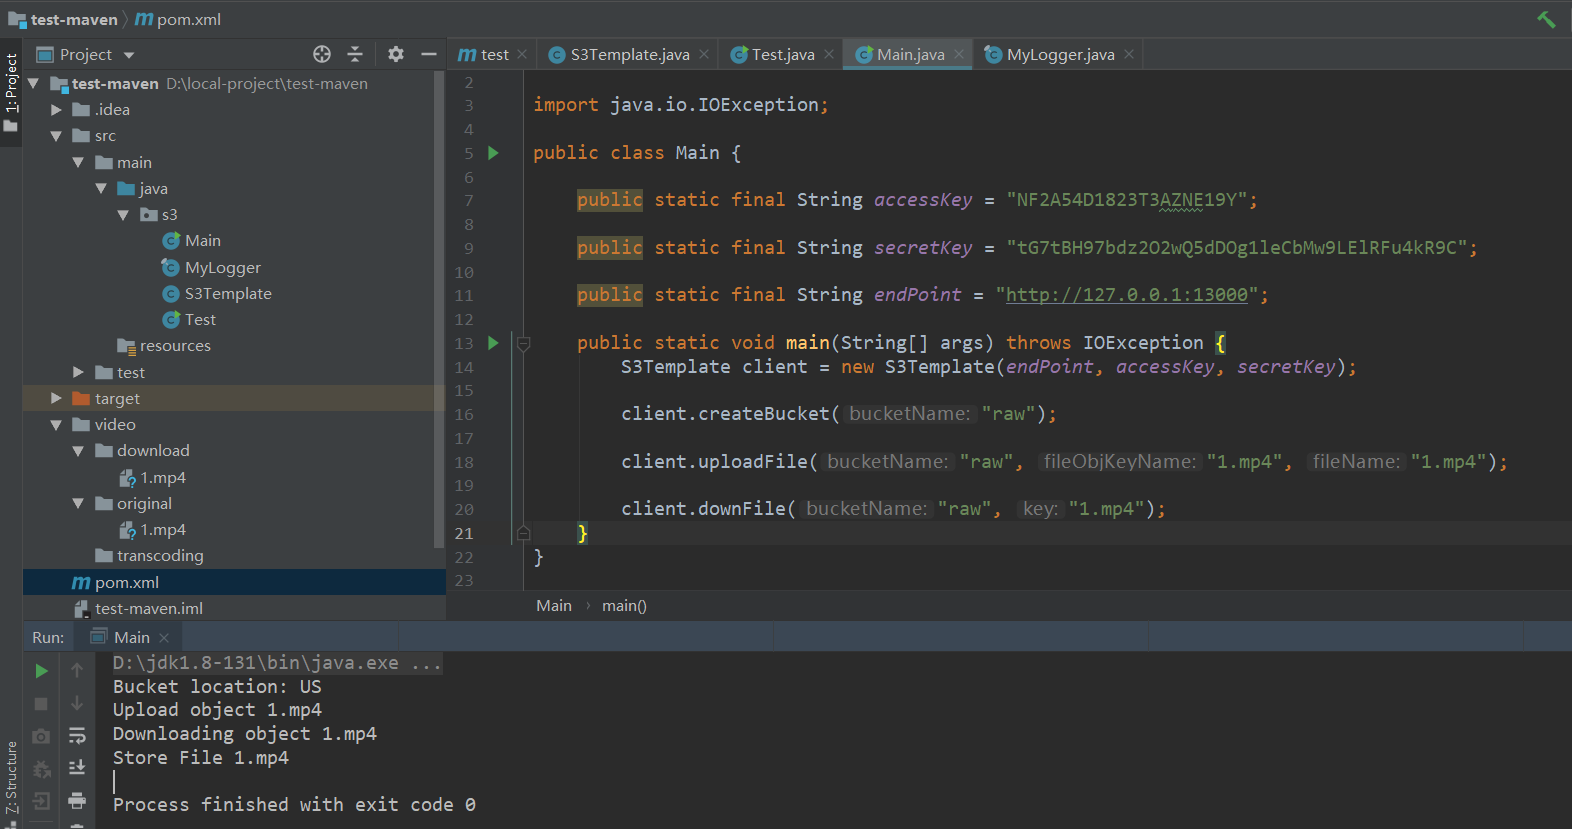 test-maven 〉 pom.xml
Project
test
S3Template.java
Test.java
Main.java
MyLogger.java
1: Project
test-maven D:\local-project\test-maven
.idea
src
main
java
s3
Main
MyLogger
S3Template
Test
resources
test
target
video
download
1.mp4
original
1.mp4
transcoding
pom.xml
test-maven.iml
2
3 import java.io.IOException;
4
5 public class Main {
6
7 public static final String accessKey = "NF2A54D1823T3AZNE19Y";
8
9 public static final String secretKey = "tG7tBH97bdz2O2wQ5dDOg1leCbMw9LElRFu4kR9C";
10
11 public static final String endPoint = "http://127.0.0.1:13000";
12
13 public static void main(String[] args) throws IOException {
14 S3Template client = new S3Template(endPoint, accessKey, secretKey);
15
16 client.createBucket( bucketName: "raw");
17
18 client.uploadFile( bucketName: "raw", fileObjKeyName: "1.mp4", fileName: "1.mp4");
19
20 client.downFile( bucketName: "raw", key: "1.mp4");
21 }
22 }
23
Main › main()
Run: Main
Z: Structure
D:\jdk1.8-131\bin\java.exe ...
Bucket location: US
Upload object 1.mp4
Downloading object 1.mp4
Store File 1.mp4
Process finished with exit code 0